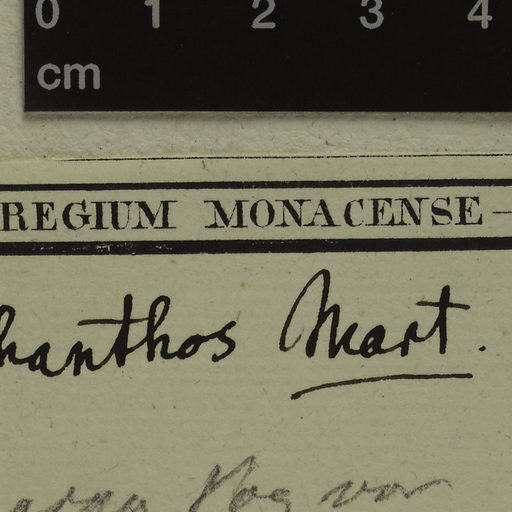 0 1 2 3 4
cm
REGIUM MONACENSE —
hanthos Mart.